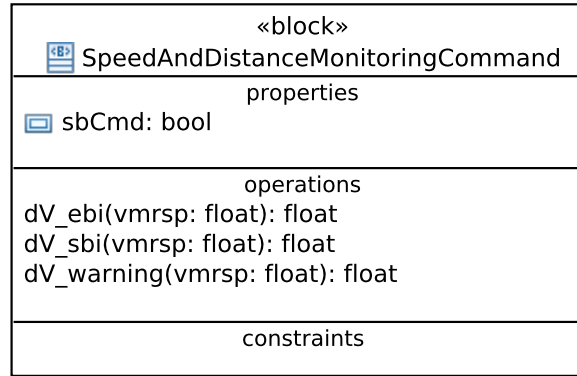 «block»
SpeedAndDistanceMonitoringCommand
properties
sbCmd: bool
operations
dV_ebi(vmrsp: float): float
dV_sbi(vmrsp: float): float
dV_warning(vmrsp: float): float
constraints